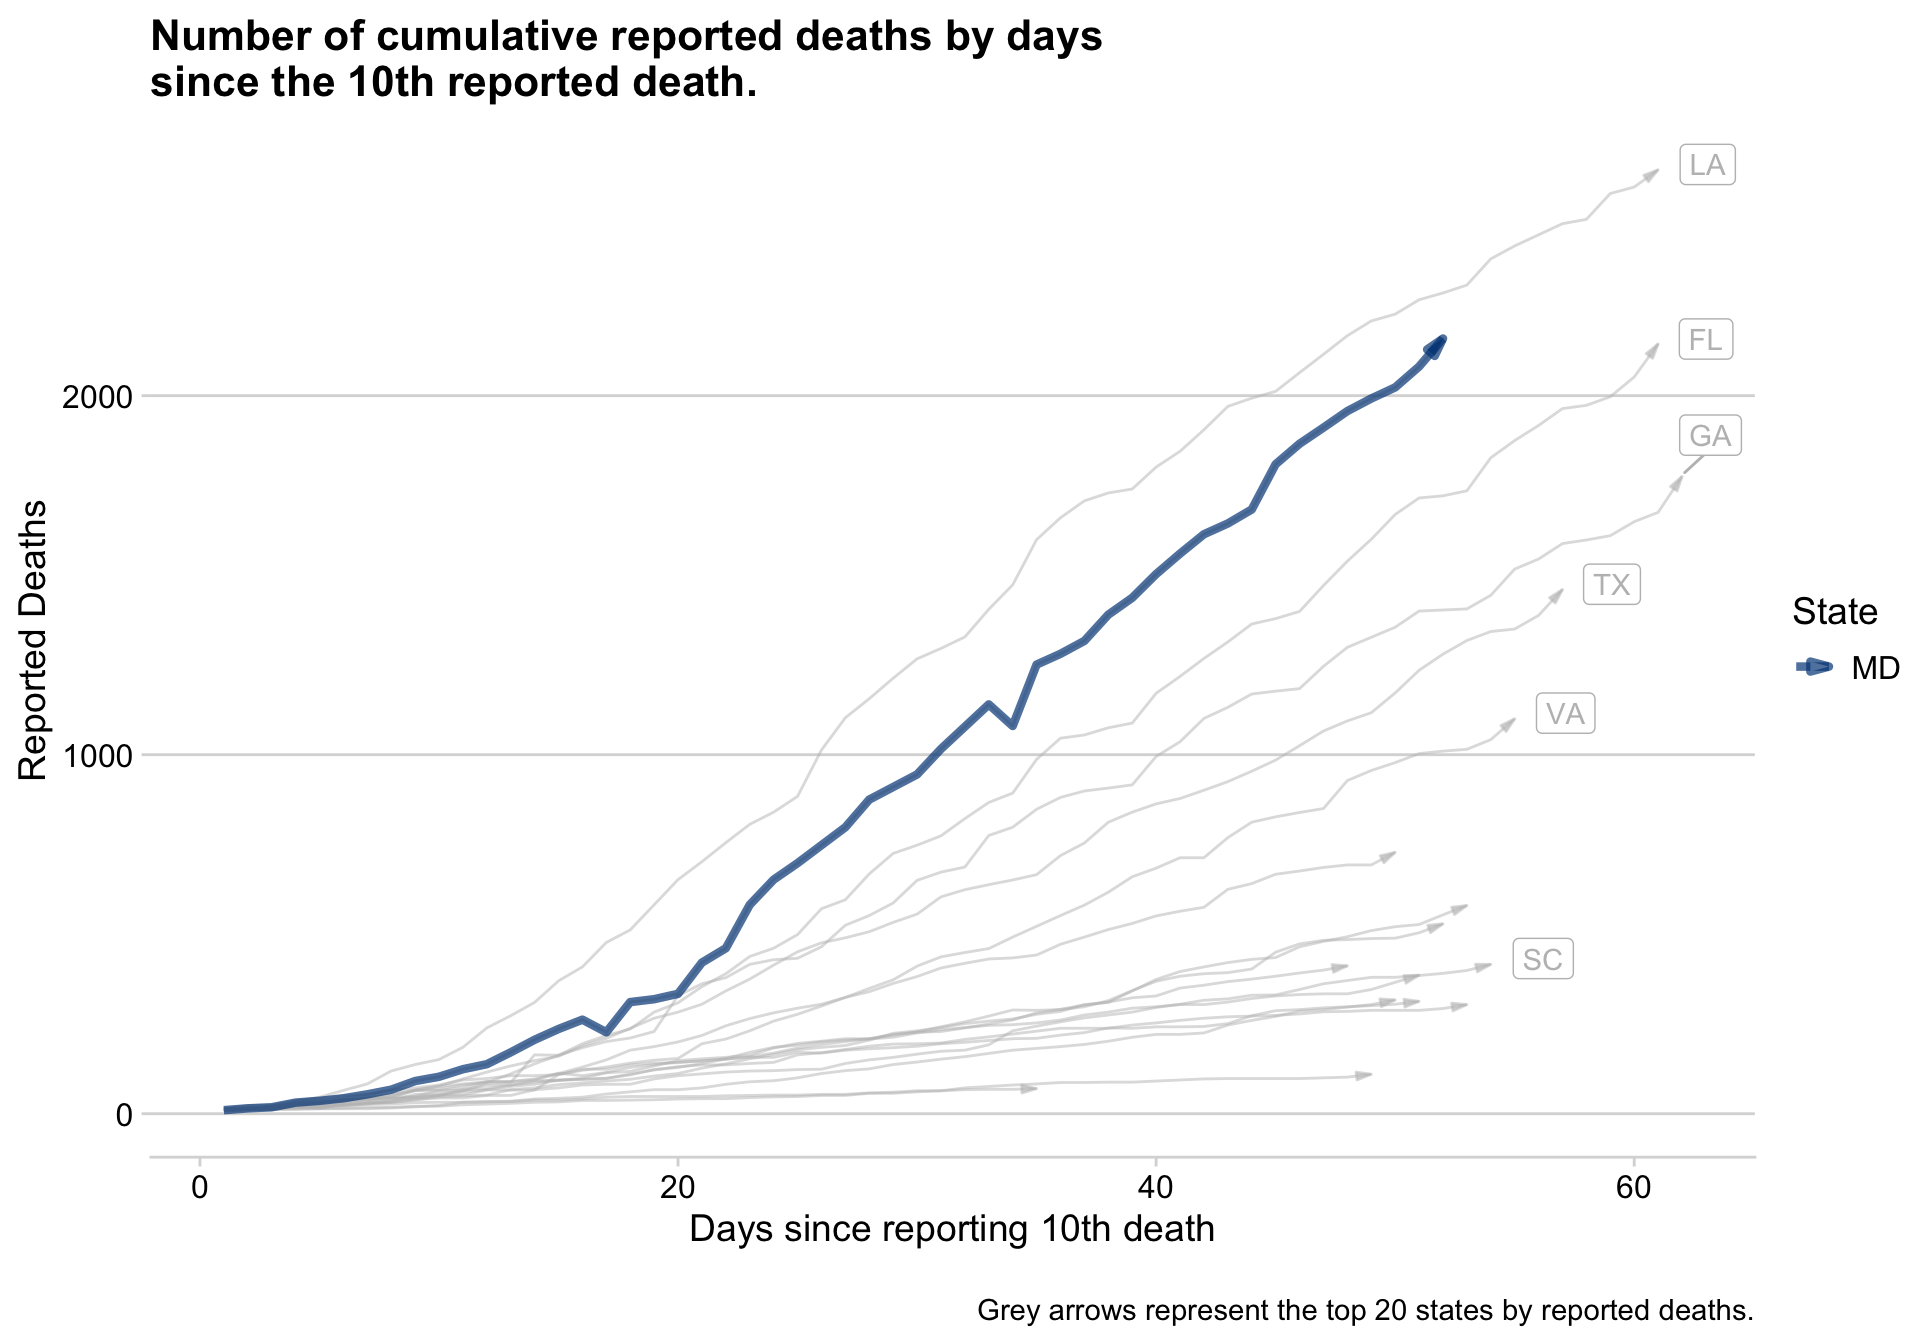 Number of cumulative reported deaths by days
since the 10th reported death.
LA
FL
2000
GA
TX
State
MD
VA
Reported Deaths
1000
SC
0
0
20
40
60
Days since reporting 10th death
Grey arrows represent the top 20 states by reported deaths.